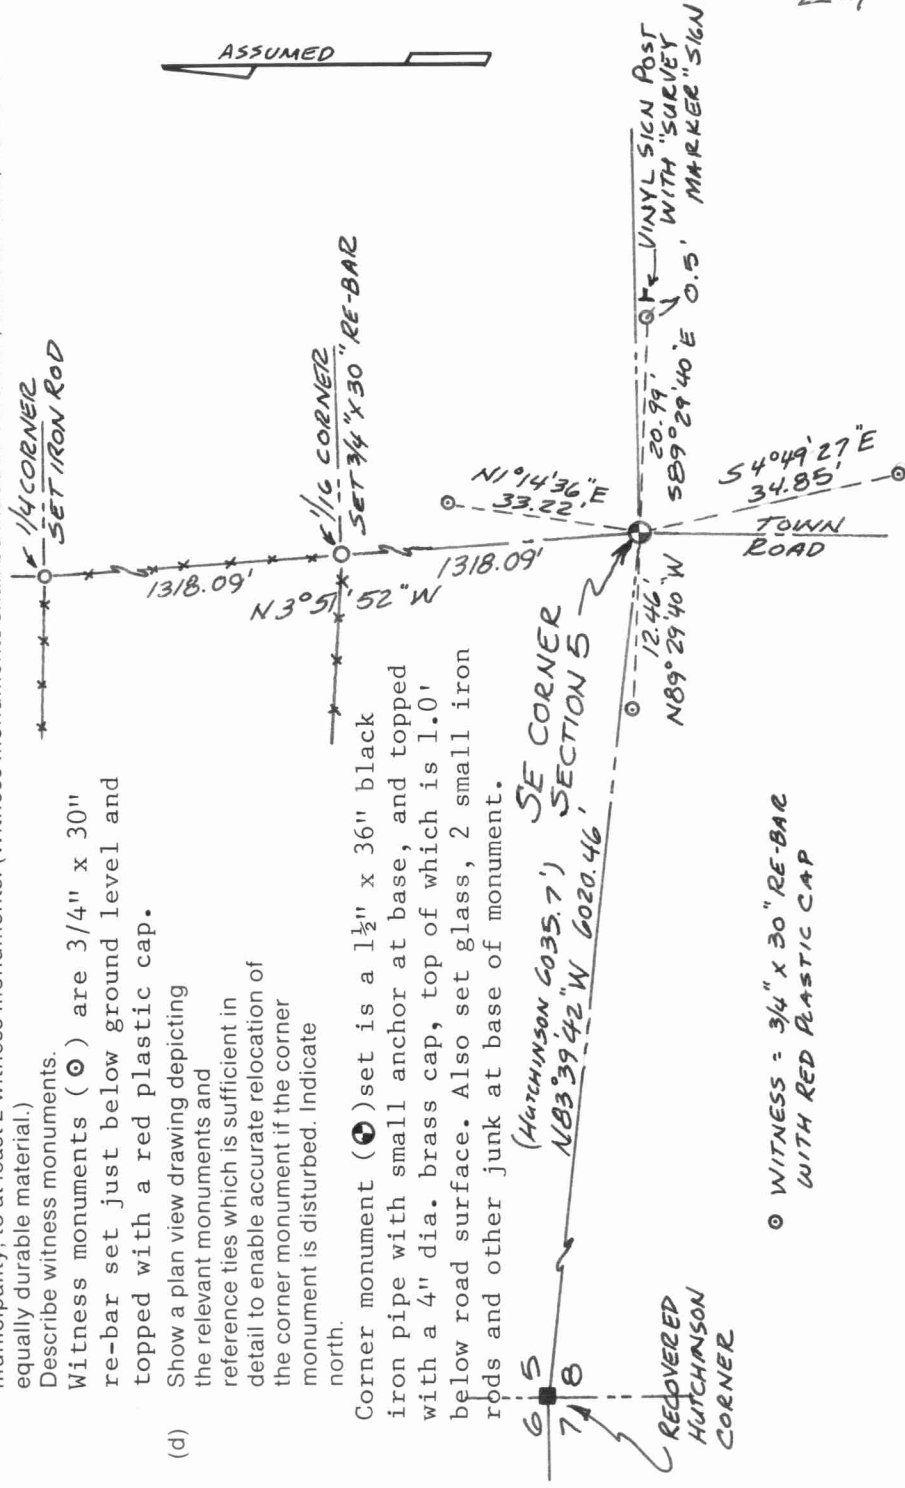 equally durable material.)
Describe witness monuments.
Witness monuments (⊙) are 3/4" x 30"
re-bar set just below ground level and
topped with a red plastic cap.
(d) Show a plan view drawing depicting
the relevant monuments and
reference ties which is sufficient in
detail to enable accurate relocation of
the corner monument if the corner
monument is disturbed. Indicate
north.
Corner monument (◕)set is a 1½" x 36" black
iron pipe with small anchor at base, and topped
with a 4" dia. brass cap, top of which is 1.0'
below road surface. Also set glass, 2 small iron
rods and other junk at base of monument.
1/4 CORNER
SET IRON ROD
1318.09'
1/16 CORNER
SET 3/4" X 30" RE-BAR
N 3° 51' 52" W
1318.09'
ASSUMED
N1° 14' 36" E
33.22'
VINYL SIGN POST
WITH "SURVEY
MARKER" SIGN
0.5'
20.99'
S89° 29' 40" E
S4° 49' 27" E
34.85'
TOWN
ROAD
12.46'
N89° 29' 40" W
SE CORNER
SECTION 5
(HUTCHINSON 6035.7')
N83° 39' 42" W 6020.46'
6 5
7 8
RECOVERED
HUTCHINSON
CORNER
⊙ WITNESS = 3/4" X 30" RE-BAR
WITH RED PLASTIC CAP